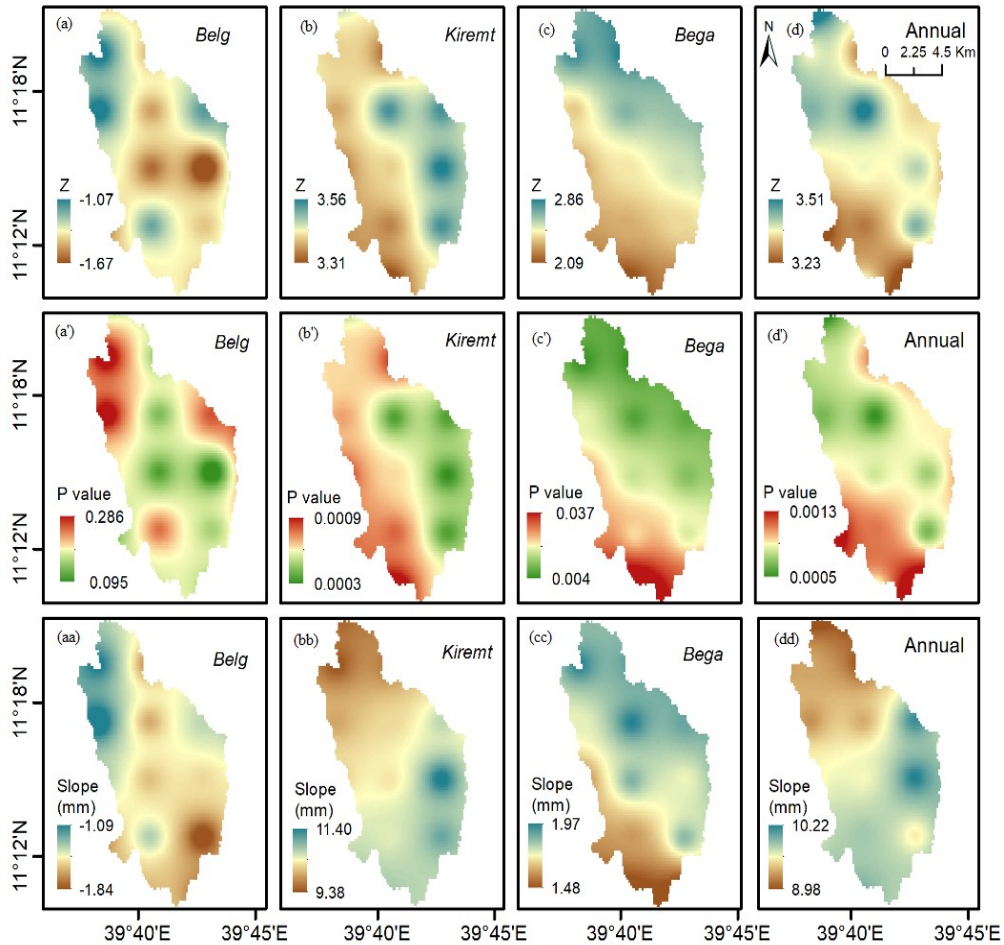 (a)
Belg
Z
-1.07
-1.67
11°18'N
11°12'N
(b)
Kiremt
Z
3.56
3.31
(c)
Bega
Z
2.86
2.09
(d)
Annual
N
0 2.25 4.5 Km
Z
3.51
3.23
(a')
Belg
P value
0.286
0.095
11°18'N
11°12'N
(b')
Kiremt
P value
0.0009
0.0003
(c')
Bega
P value
0.037
0.004
(d')
Annual
P value
0.0013
0.0005
(aa)
Belg
Slope
(mm)
-1.09
-1.84
11°18'N
11°12'N
(bb)
Kiremt
Slope
(mm)
11.40
9.38
(cc)
Bega
Slope
(mm)
1.97
1.48
(dd)
Annual
Slope
(mm)
10.22
8.98
39°40'E 39°45'E 39°40'E 39°45'E 39°40'E 39°45'E 39°40'E 39°45'E